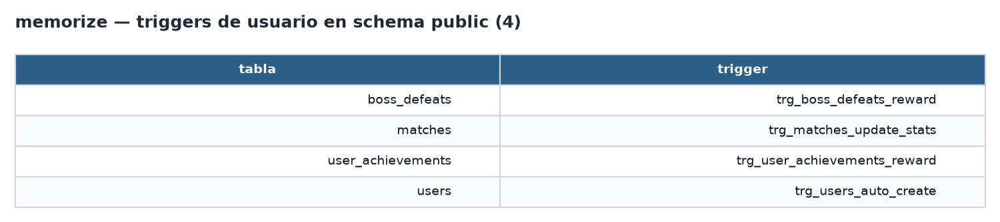 memorize — triggers de usuario en schema public (4)
tabla trigger
boss_defeats trg_boss_defeats_reward
matches trg_matches_update_stats
user_achievements trg_user_achievements_reward
users trg_users_auto_create